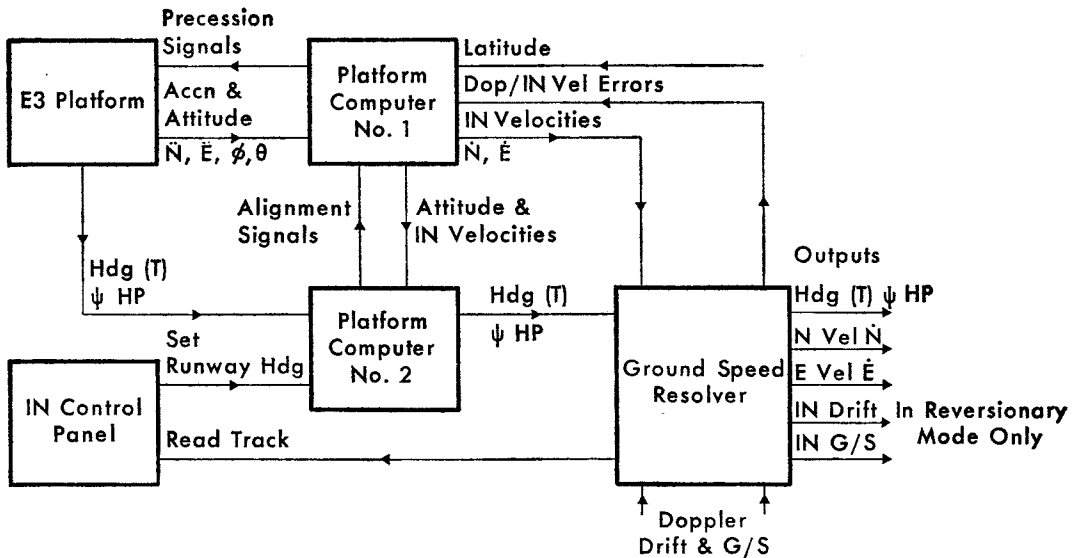 Precession
Signals
E3 Platform
Accn &
Attitude
N̈, Ë, ϕ,θ
Platform
Computer
No. 1
Latitude
Dop/IN Vel Errors
IN Velocities
Ṅ, Ė
Alignment
Signals
Attitude &
IN Velocities
Hdg (T)
ψ HP
Platform
Computer
No. 2
Hdg (T)
ψ HP
Set
Runway Hdg
IN Control
Panel
Read Track
Ground Speed
Resolver
Outputs
Hdg (T) ψ HP
N Vel Ṅ
E Vel Ė
IN Drift
IN G/S
In Reversionary
Mode Only
Doppler
Drift & G/S